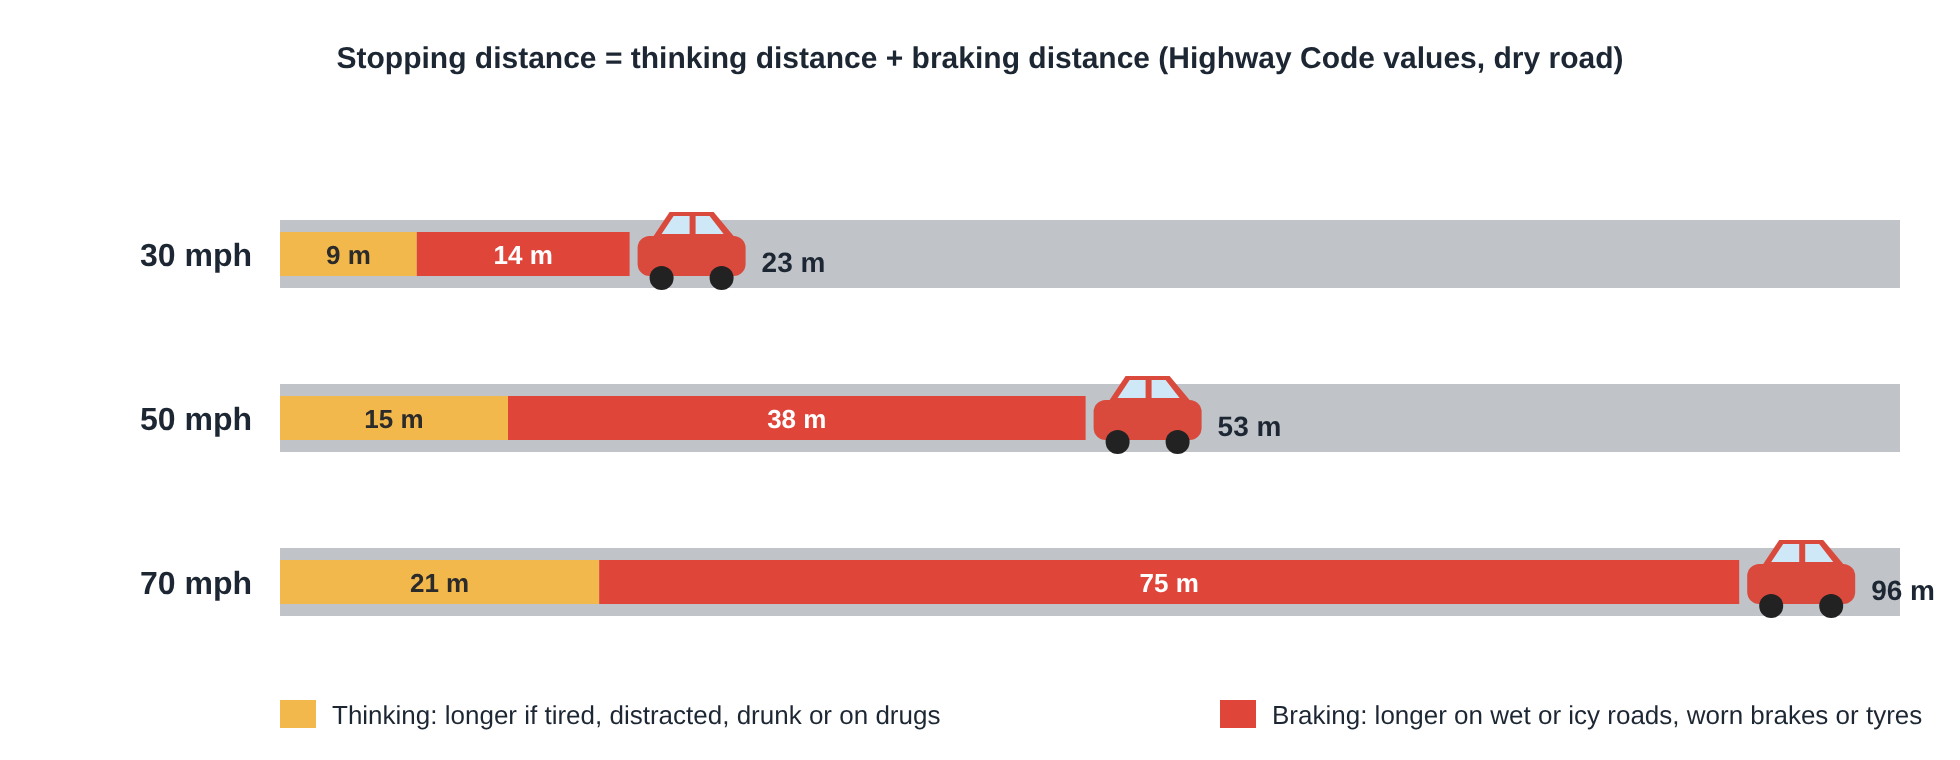 Stopping distance = thinking distance + braking distance (Highway Code values, dry road)
30 mph 9 m 14 m 23 m
50 mph 15 m 38 m 53 m
70 mph 21 m 75 m 96 m
Thinking: longer if tired, distracted, drunk or on drugs
Braking: longer on wet or icy roads, worn brakes or tyres